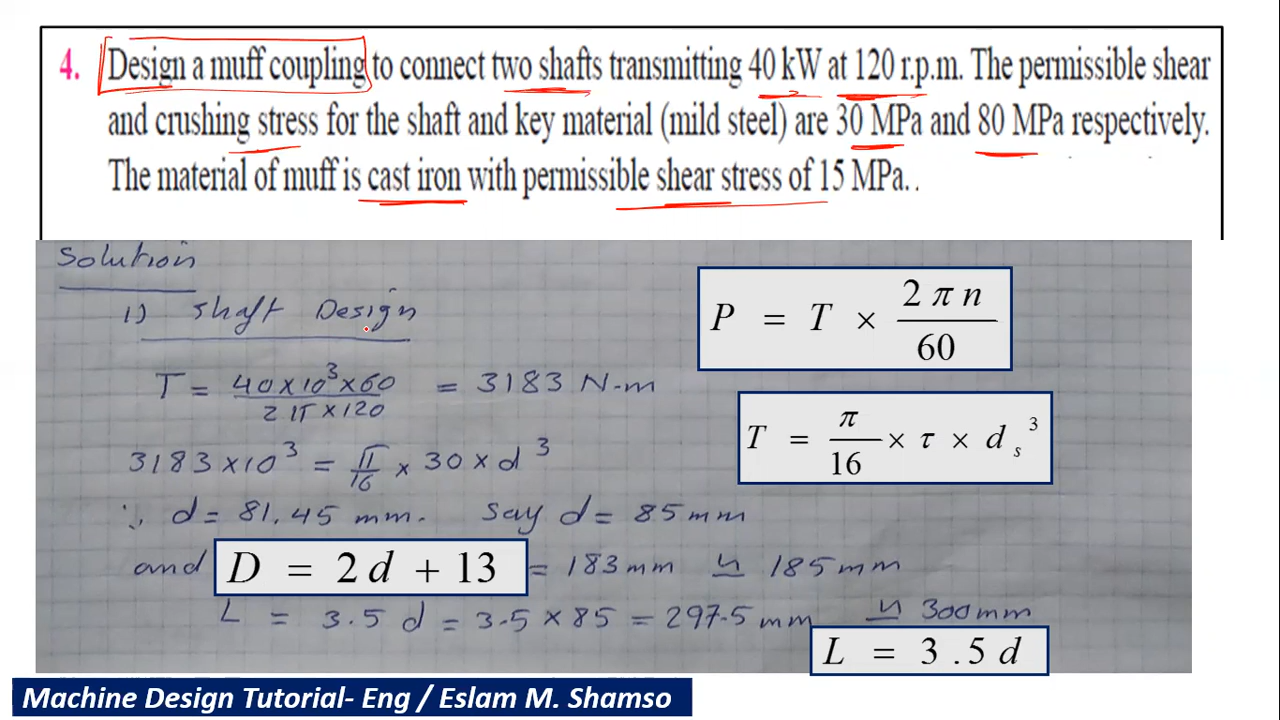 4. Design a muff coupling to connect two shafts transmitting 40 kW at 120 r.p.m. The permissible shear
and crushing stress for the shaft and key material (mild steel) are 30 MPa and 80 MPa respectively.
The material of muff is cast iron with permissible shear stress of 15 MPa. .
Solution
1) Shaft Design
P = T × 2 π n / 60
T = 40 x 10³ x 60 / 2 π x 120 = 3183 N.m
T = π / 16 × τ × d_s³
3183 x 10³ = π / 16 x 30 x d³
∴ d = 81.45 mm. say d = 85 mm
and D = 2 d + 13 = 183 mm ≃ 185 mm
L = 3.5 d = 3.5 x 85 = 297.5 mm ≃ 300 mm
L = 3 .5 d
Machine Design Tutorial- Eng / Eslam M. Shamso